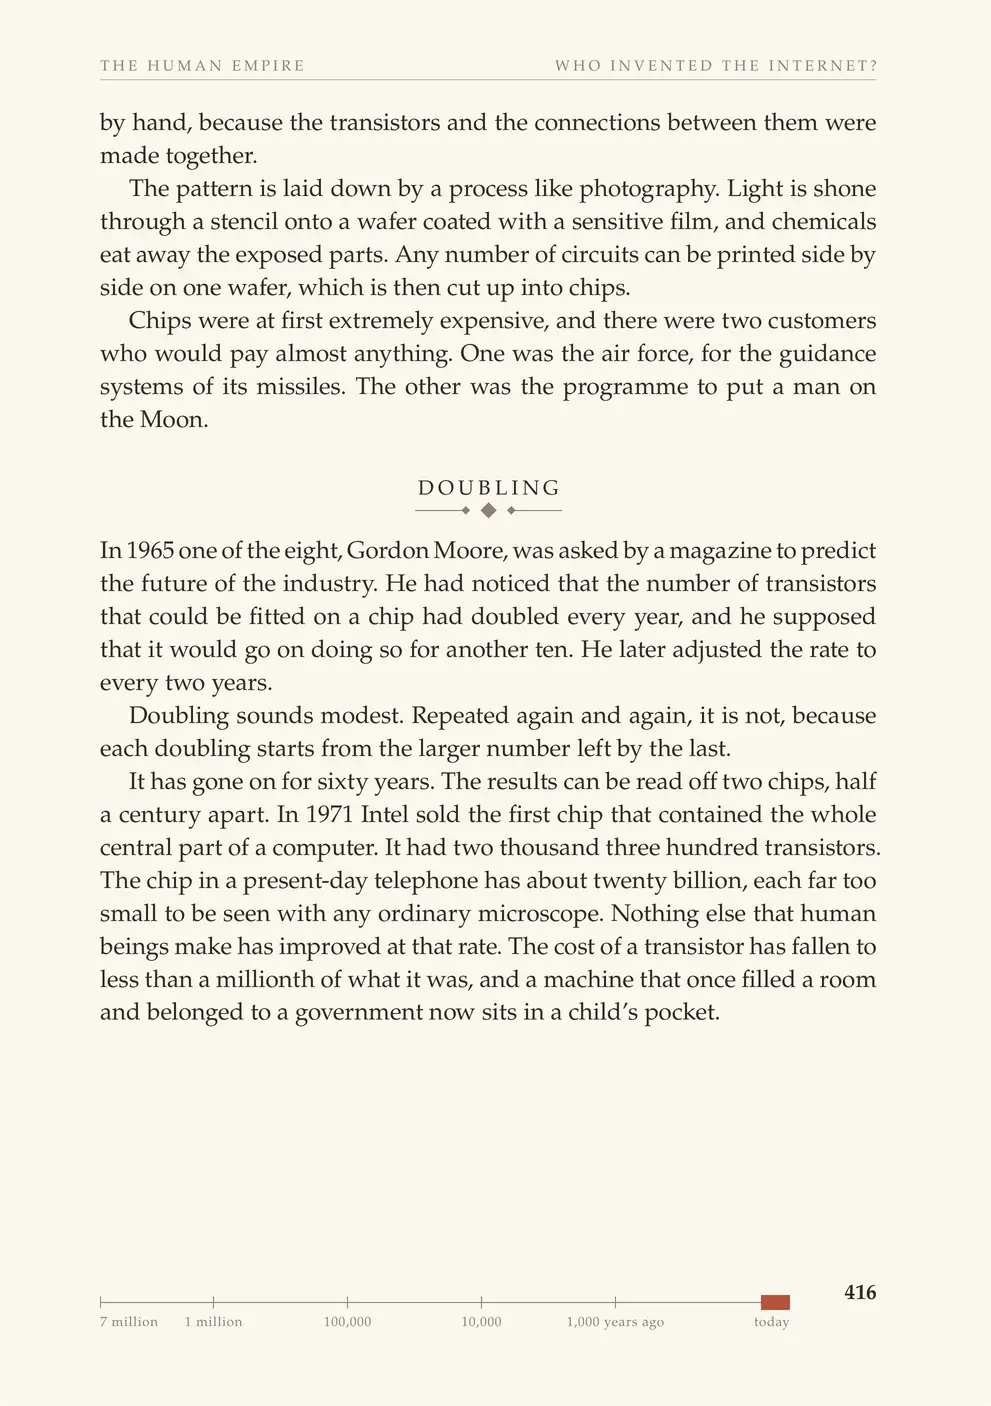 THE HUMAN EMPIRE
WHO INVENTED THE INTERNET?
by hand, because the transistors and the connections between them were
made together.
The pattern is laid down by a process like photography. Light is shone
through a stencil onto a wafer coated with a sensitive film, and chemicals
eat away the exposed parts. Any number of circuits can be printed side by
side on one wafer, which is then cut up into chips.
Chips were at first extremely expensive, and there were two customers
who would pay almost anything. One was the air force, for the guidance
systems of its missiles. The other was the programme to put a man on
the Moon.
DOUBLING
In 1965 one of the eight, Gordon Moore, was asked by a magazine to predict
the future of the industry. He had noticed that the number of transistors
that could be fitted on a chip had doubled every year, and he supposed
that it would go on doing so for another ten. He later adjusted the rate to
every two years.
Doubling sounds modest. Repeated again and again, it is not, because
each doubling starts from the larger number left by the last.
It has gone on for sixty years. The results can be read off two chips, half
a century apart. In 1971 Intel sold the first chip that contained the whole
central part of a computer. It had two thousand three hundred transistors.
The chip in a present-day telephone has about twenty billion, each far too
small to be seen with any ordinary microscope. Nothing else that human
beings make has improved at that rate. The cost of a transistor has fallen to
less than a millionth of what it was, and a machine that once filled a room
and belonged to a government now sits in a child's pocket.
416
7 million 1 million 100,000 10,000 1,000 years ago today